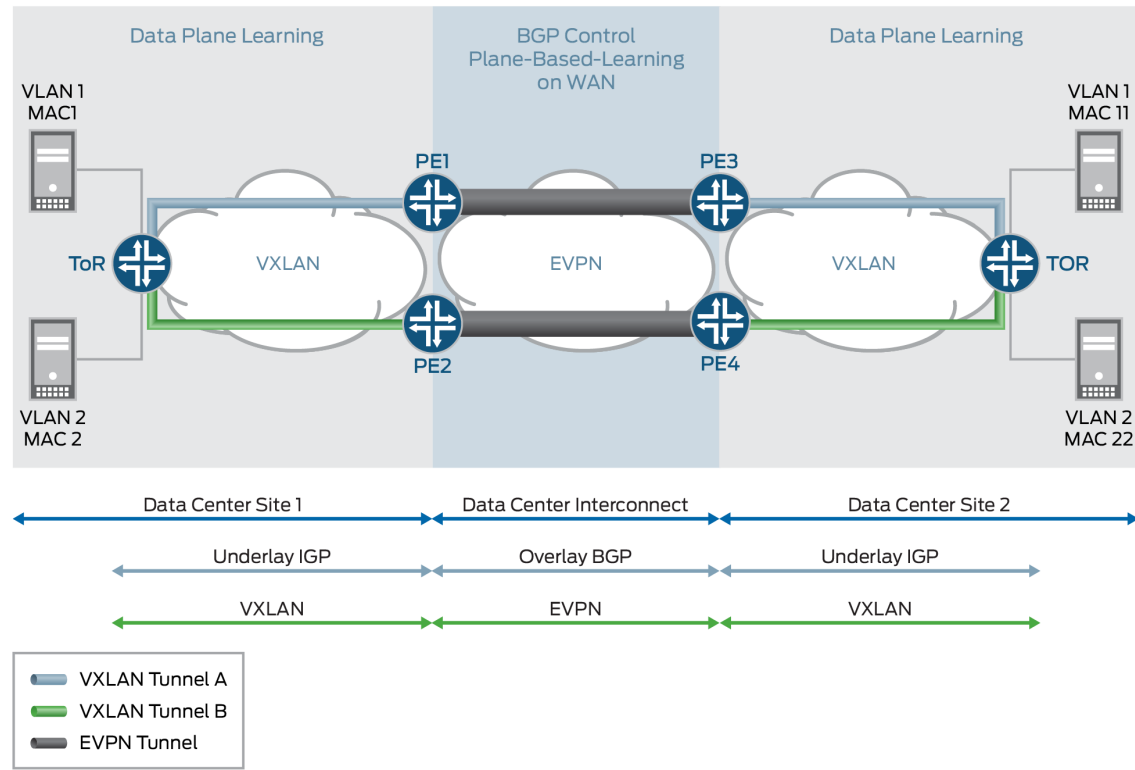 Data Plane Learning
BGP Control
Plane-Based-Learning
on WAN
Data Plane Learning
VLAN 1
MAC1
VLAN 1
MAC 11
PE1
PE3
ToR
VXLAN
EVPN
VXLAN
TOR
PE2
PE4
VLAN 2
MAC 2
VLAN 2
MAC 22
Data Center Site 1
Data Center Interconnect
Data Center Site 2
Underlay IGP
Overlay BGP
Underlay IGP
VXLAN
EVPN
VXLAN
VXLAN Tunnel A
VXLAN Tunnel B
EVPN Tunnel